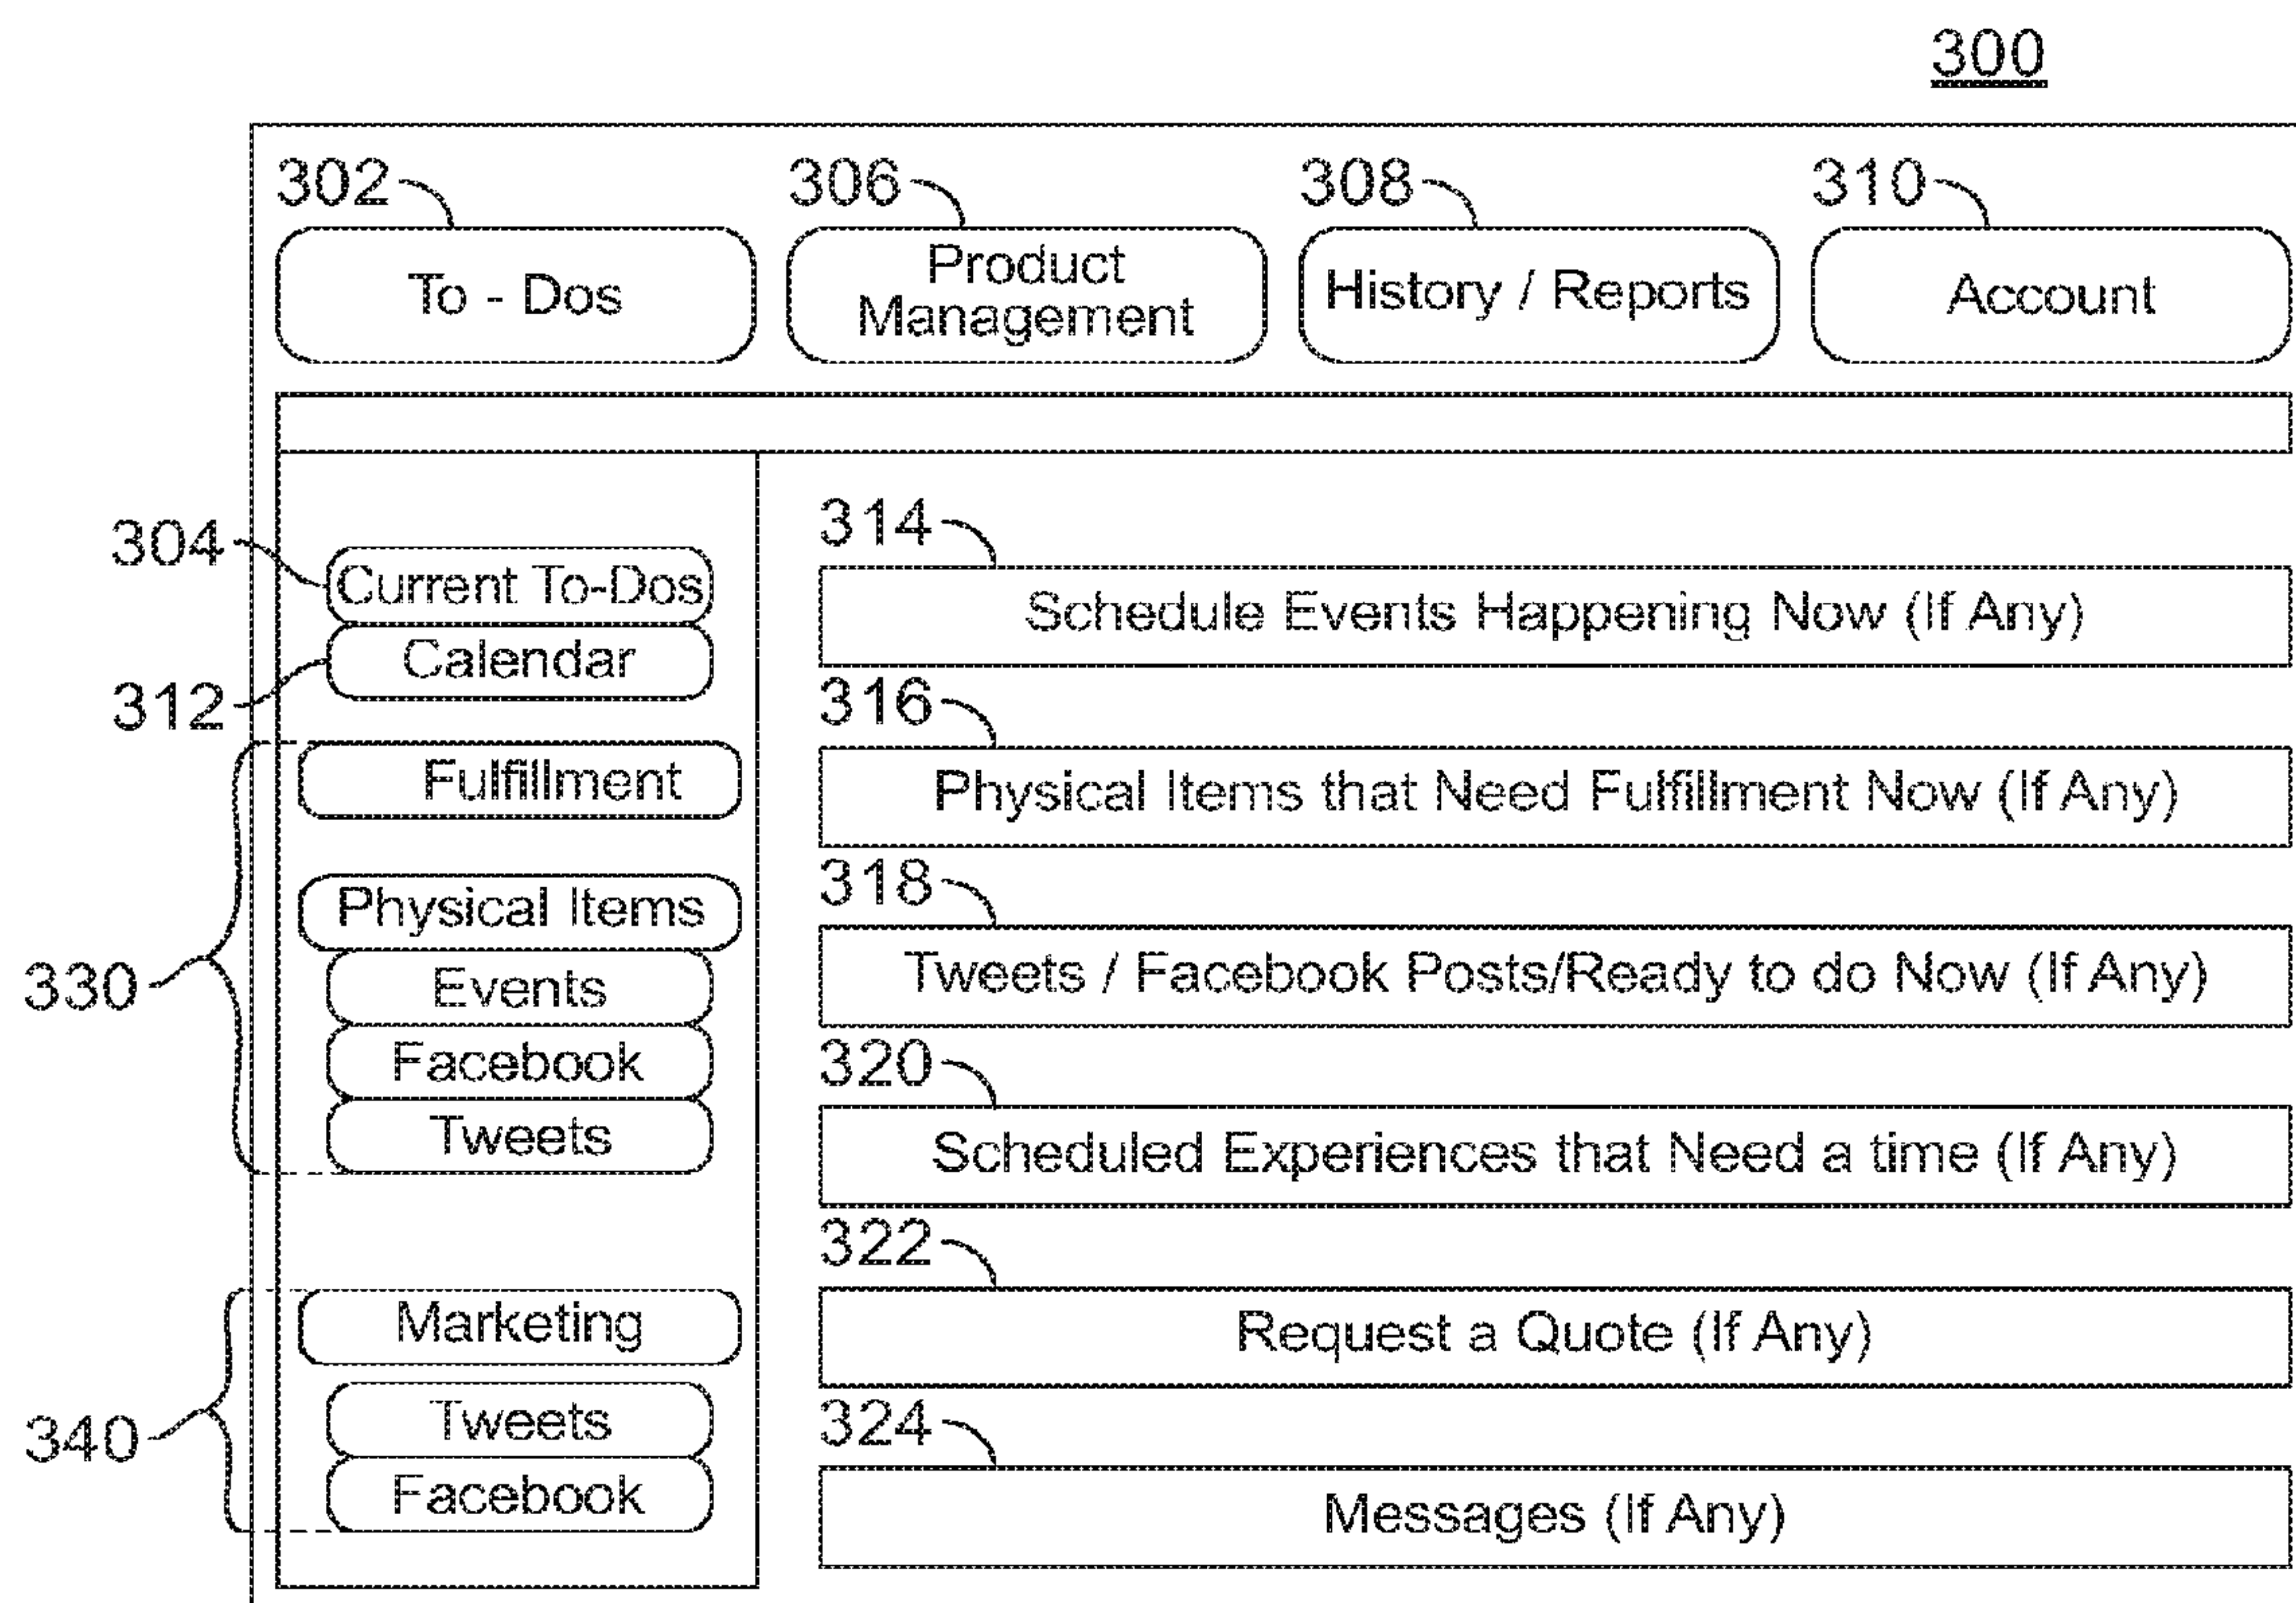 300
302
306
308
310
To - Dos
Product
Management
History / Reports
Account
304
Current To-Dos
312
Calendar
330
Fulfillment
Physical Items
Events
Facebook
Tweets
340
Marketing
Tweets
Facebook
314
Schedule Events Happening Now (If Any)
316
Physical Items that Need Fulfillment Now (If Any)
318
Tweets / Facebook Posts/Ready to do Now (If Any)
320
Scheduled Experiences that Need a time (If Any)
322
Request a Quote (If Any)
324
Messages (If Any)